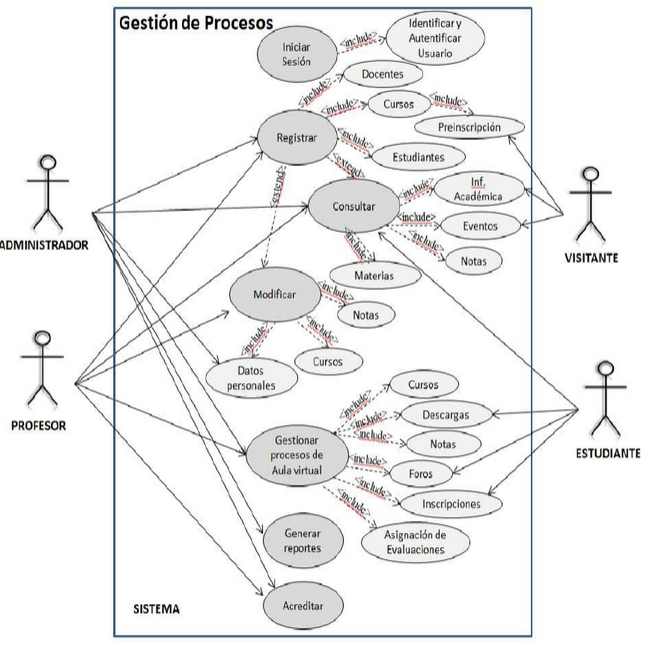 Gestión de Procesos
Iniciar
Sesión
<include>
Identificar y
Autentificar
Usuario
<include>
Docentes
<include>
Cursos
<include>
Preinscripción
Registrar
<include>
Estudiantes
<extend>
<extend>
Consultar
<include>
Inf.
Académica
<include>
Eventos
<include>
Notas
<include>
Materias
ADMINISTRADOR
VISITANTE
Modificar
<include>
Notas
<include>
Cursos
<include>
Datos
personales
PROFESOR
Gestionar
procesos de
Aula virtual
<include>
Cursos
<include>
Descargas
<include>
Notas
<include>
Foros
<include>
Inscripciones
<include>
Asignación de
Evaluaciones
ESTUDIANTE
Generar
reportes
Acreditar
SISTEMA